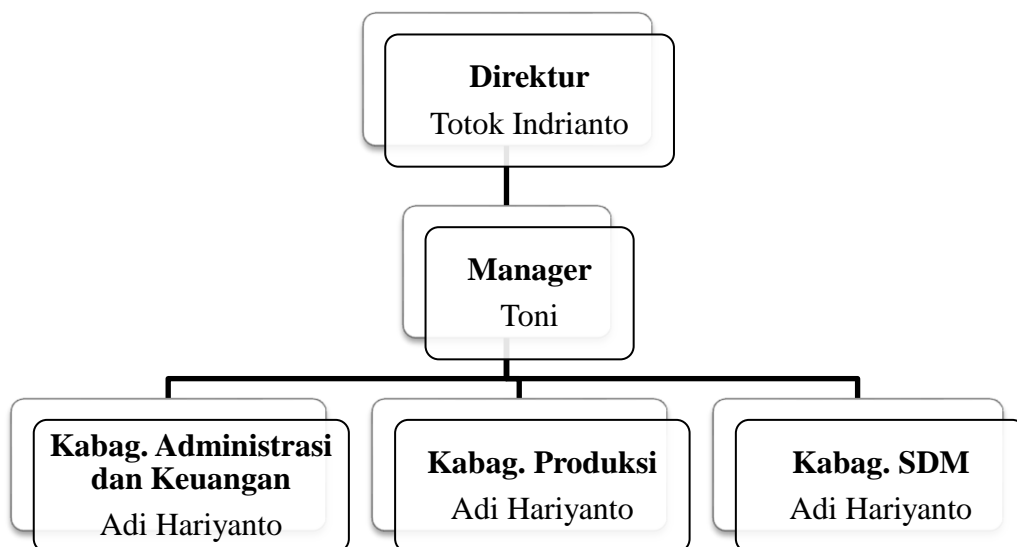 Direktur
Totok Indrianto
Manager
Toni
Kabag. Administrasi
dan Keuangan
Adi Hariyanto
Kabag. Produksi
Adi Hariyanto
Kabag. SDM
Adi Hariyanto